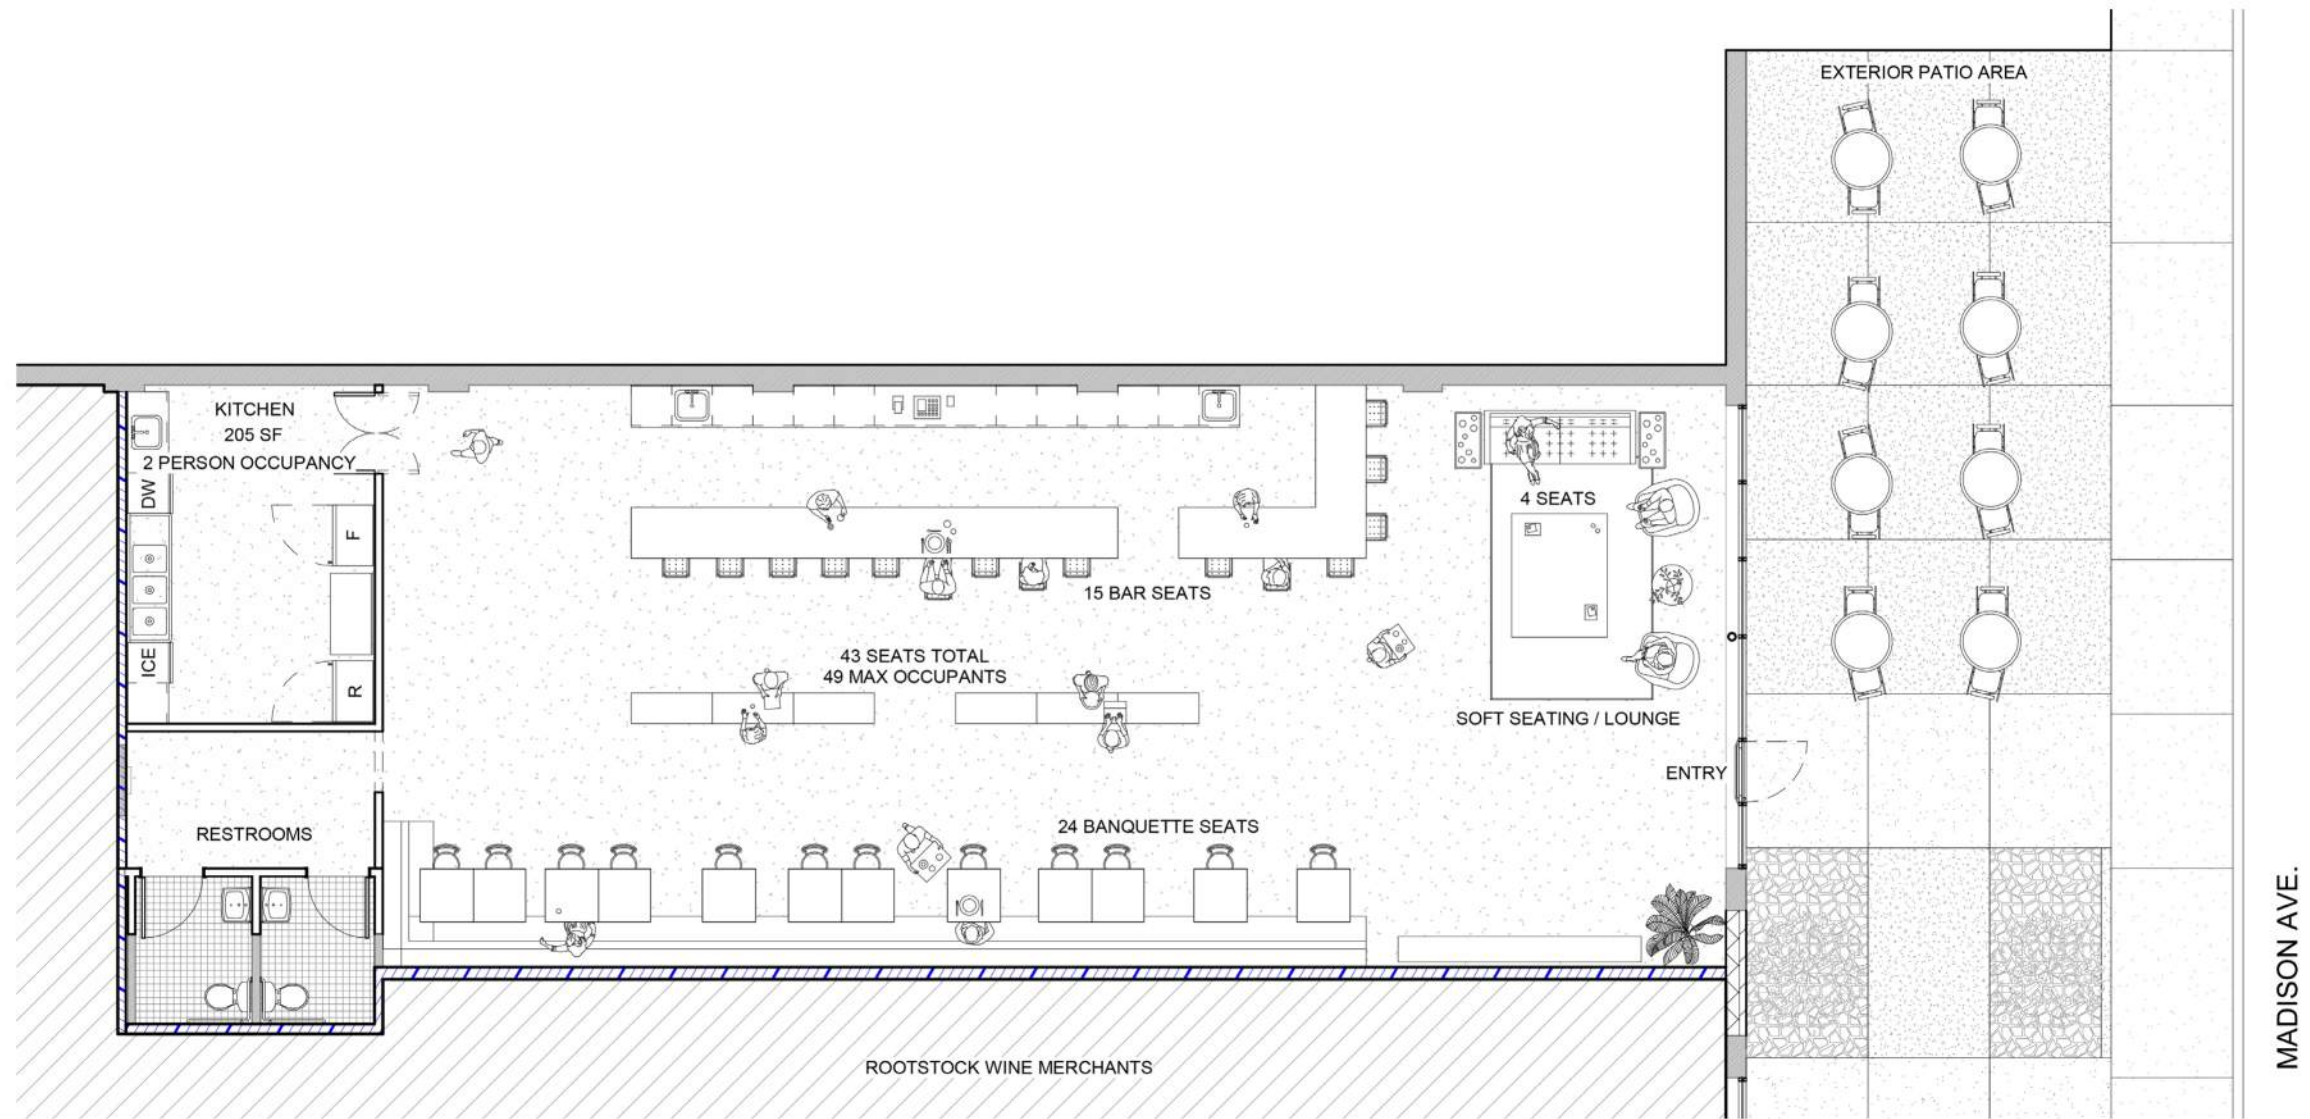 EXTERIOR PATIO AREA
KITCHEN
205 SF
2 PERSON OCCUPANCY
DW
F
4 SEATS
15 BAR SEATS
43 SEATS TOTAL
49 MAX OCCUPANTS
ICE
R
SOFT SEATING / LOUNGE
ENTRY
RESTROOMS
24 BANQUETTE SEATS
ROOTSTOCK WINE MERCHANTS
MADISON AVE.